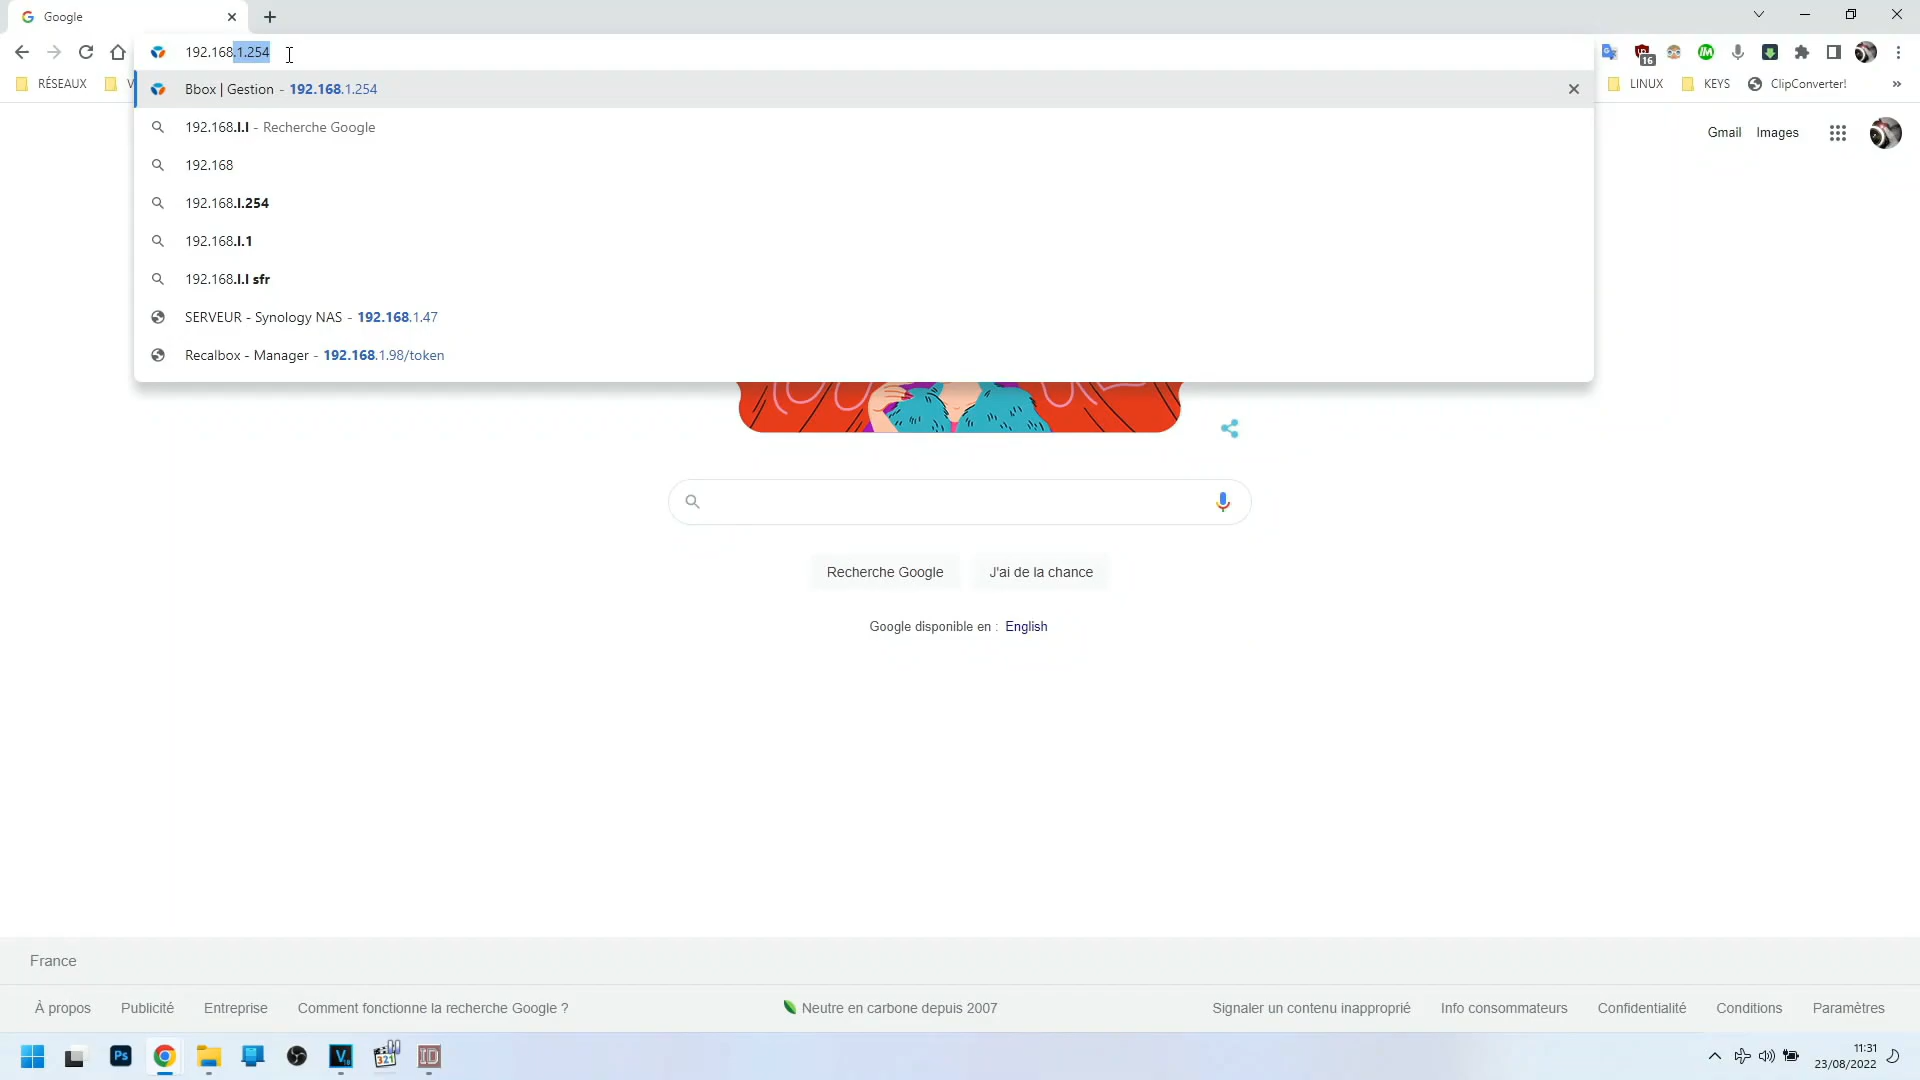 Google
192.168.1.254
RÉSEAUX
V
16
LINUX
KEYS
ClipConverter!
»
Bbox | Gestion - 192.168.1.254
192.168.l.l - Recherche Google
192.168
192.168.l.254
192.168.l.1
192.168.l.l sfr
SERVEUR - Synology NAS - 192.168.1.47
Recalbox - Manager - 192.168.1.98/token
Gmail Images
Recherche Google
J'ai de la chance
Google disponible en : English
France
À propos Publicité Entreprise Comment fonctionne la recherche Google ? Neutre en carbone depuis 2007 Signaler un contenu inapproprié Info consommateurs Confidentialité Conditions Paramètres
Ps
321
ID
11:31
23/08/2022